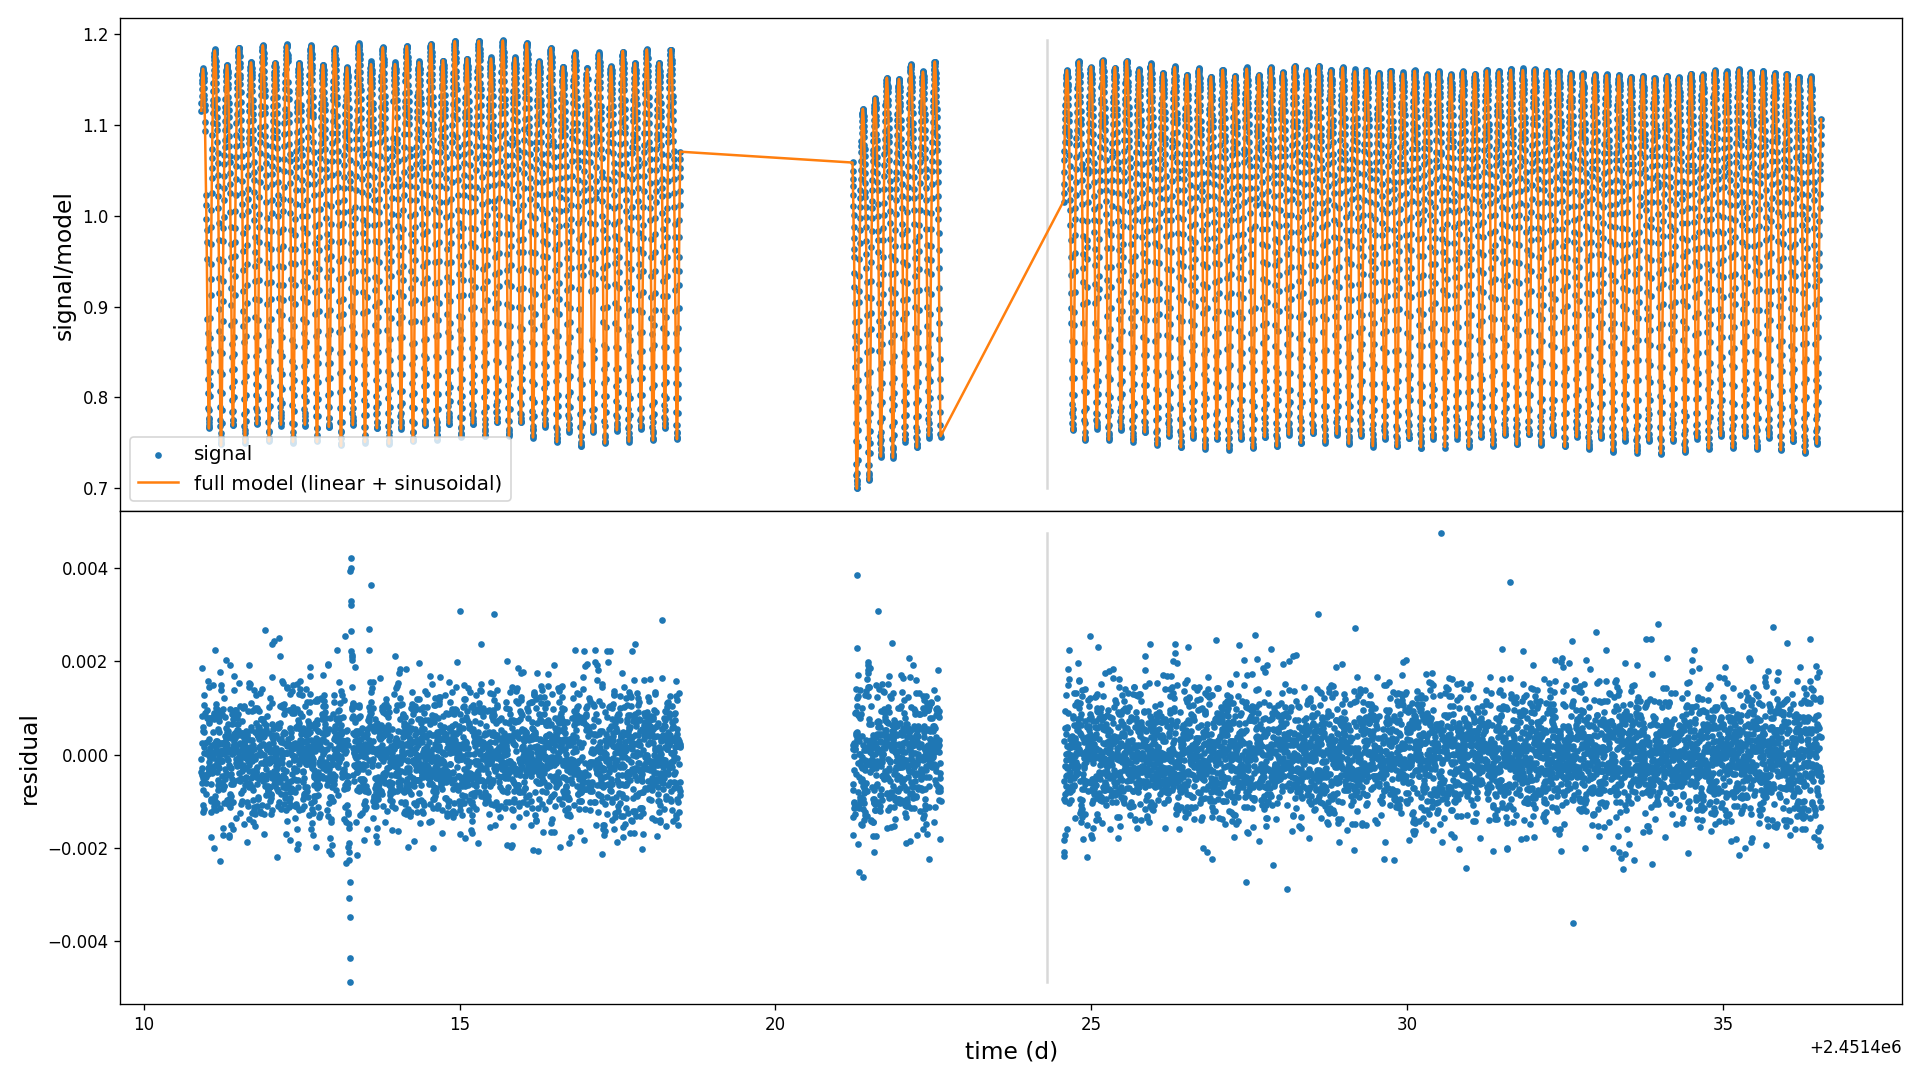 1.2
1.1
1.0
0.9
0.8
0.7
signal/model
signal
full model (linear + sinusoidal)
0.004
0.002
0.000
−0.002
−0.004
residual
10
15
20
25
30
35
time (d)
+2.4514e6